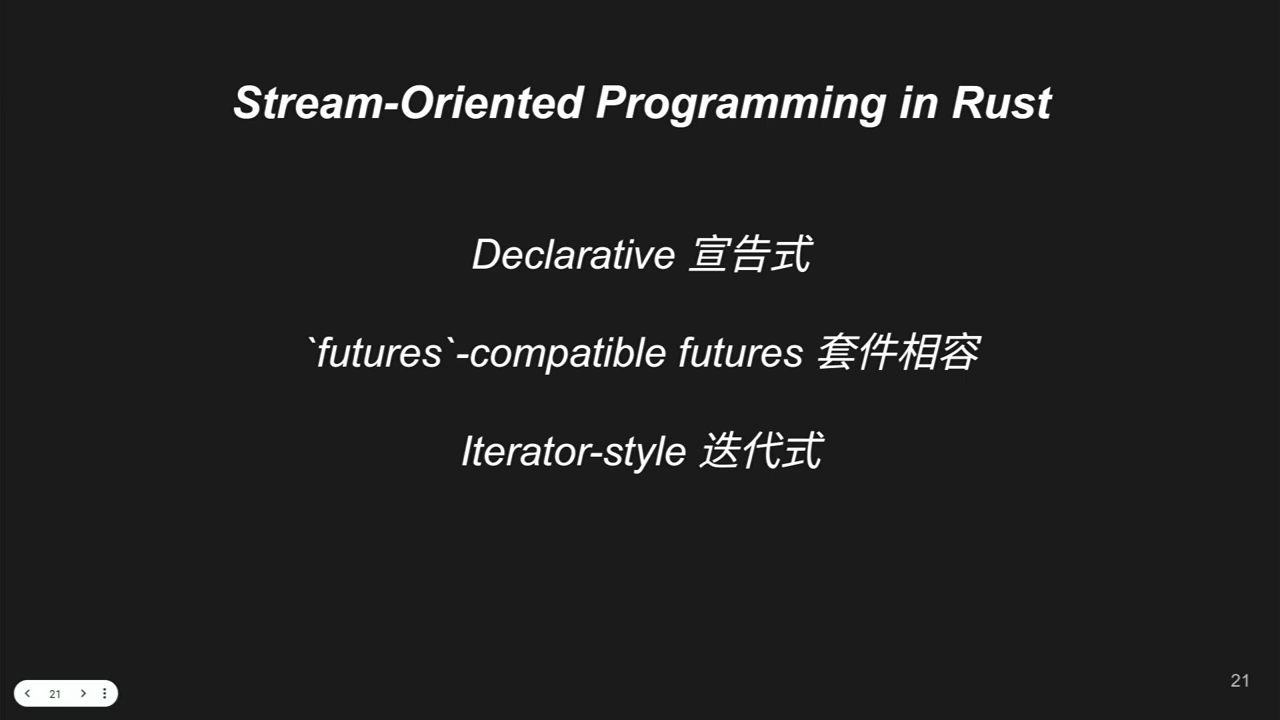 Stream-Oriented Programming in Rust
Declarative 宣告式
`futures`-compatible futures 套件相容
Iterator-style 迭代式
21
21